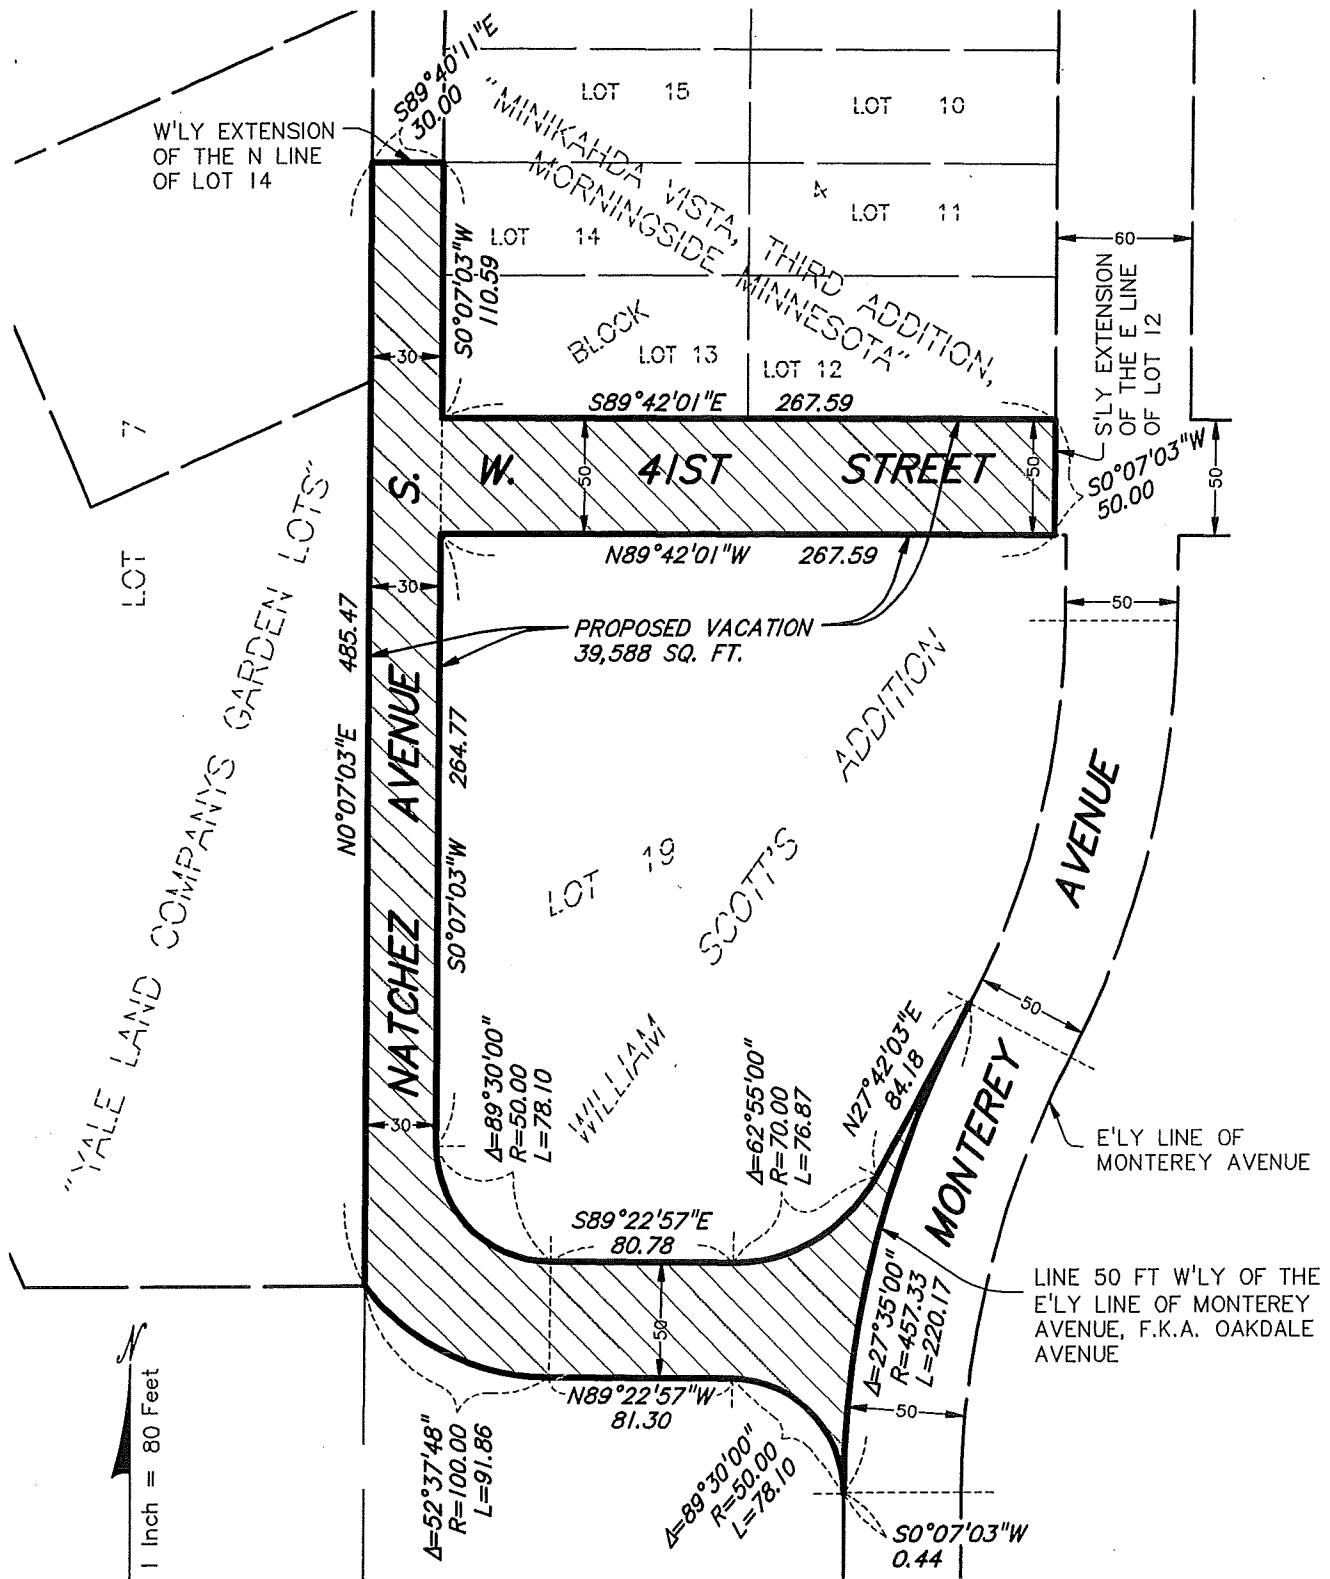 S89°40'11"E
30.00
W'LY EXTENSION
OF THE N LINE
OF LOT 14
LOT 15
LOT 10
"MINIKAHDA VISTA, THIRD ADDITION,
MORNINGSIDE MINNESOTA"
4
LOT 14
LOT 11
60
S0°07'03"W
110.59
BLOCK
LOT 13
LOT 12
S'LY EXTENSION
OF THE E LINE
OF LOT 12
30
S89°42'01"E 267.59
7
LOT
S.
W. 41ST STREET
50
50
50
S0°07'03"W
50.00
N89°42'01"W 267.59
30
50
PROPOSED VACATION
39,588 SQ. FT.
"YALE LAND COMPANYS GARDEN LOTS"
N0°07'03"E 485.47
NATCHEZ AVENUE
S0°07'03"W 264.77
LOT 19
WILLIAM SCOTT'S ADDITION
MONTEREY AVENUE
50
30
Δ=89°30'00"
R=50.00
L=78.10
Δ=62°55'00"
R=70.00
L=76.87
N27°42'03"E
84.18
E'LY LINE OF
MONTEREY AVENUE
S89°22'57"E
80.78
50
N89°22'57"W
81.30
Δ=27°35'00"
R=457.33
L=220.17
LINE 50 FT W'LY OF THE
E'LY LINE OF MONTEREY
AVENUE, F.K.A. OAKDALE
AVENUE
50
Δ=52°37'48"
R=100.00
L=91.86
Δ=89°30'00"
R=50.00
L=78.10
S0°07'03"W
0.44
N
1 Inch = 80 Feet